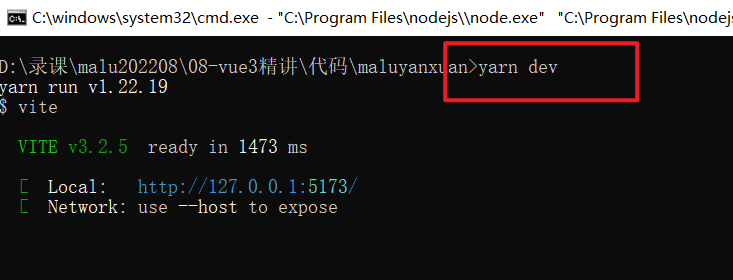 C:\windows\system32\cmd.exe - "C:\Program Files\nodejs\\node.exe" "C:\Program Files\nodejs
D:\录课\malu202208\08-vue3精讲\代码\maluyanxuan>yarn dev
yarn run v1.22.19
$ vite
VITE v3.2.5 ready in 1473 ms
Local: http://127.0.0.1:5173/
Network: use --host to expose